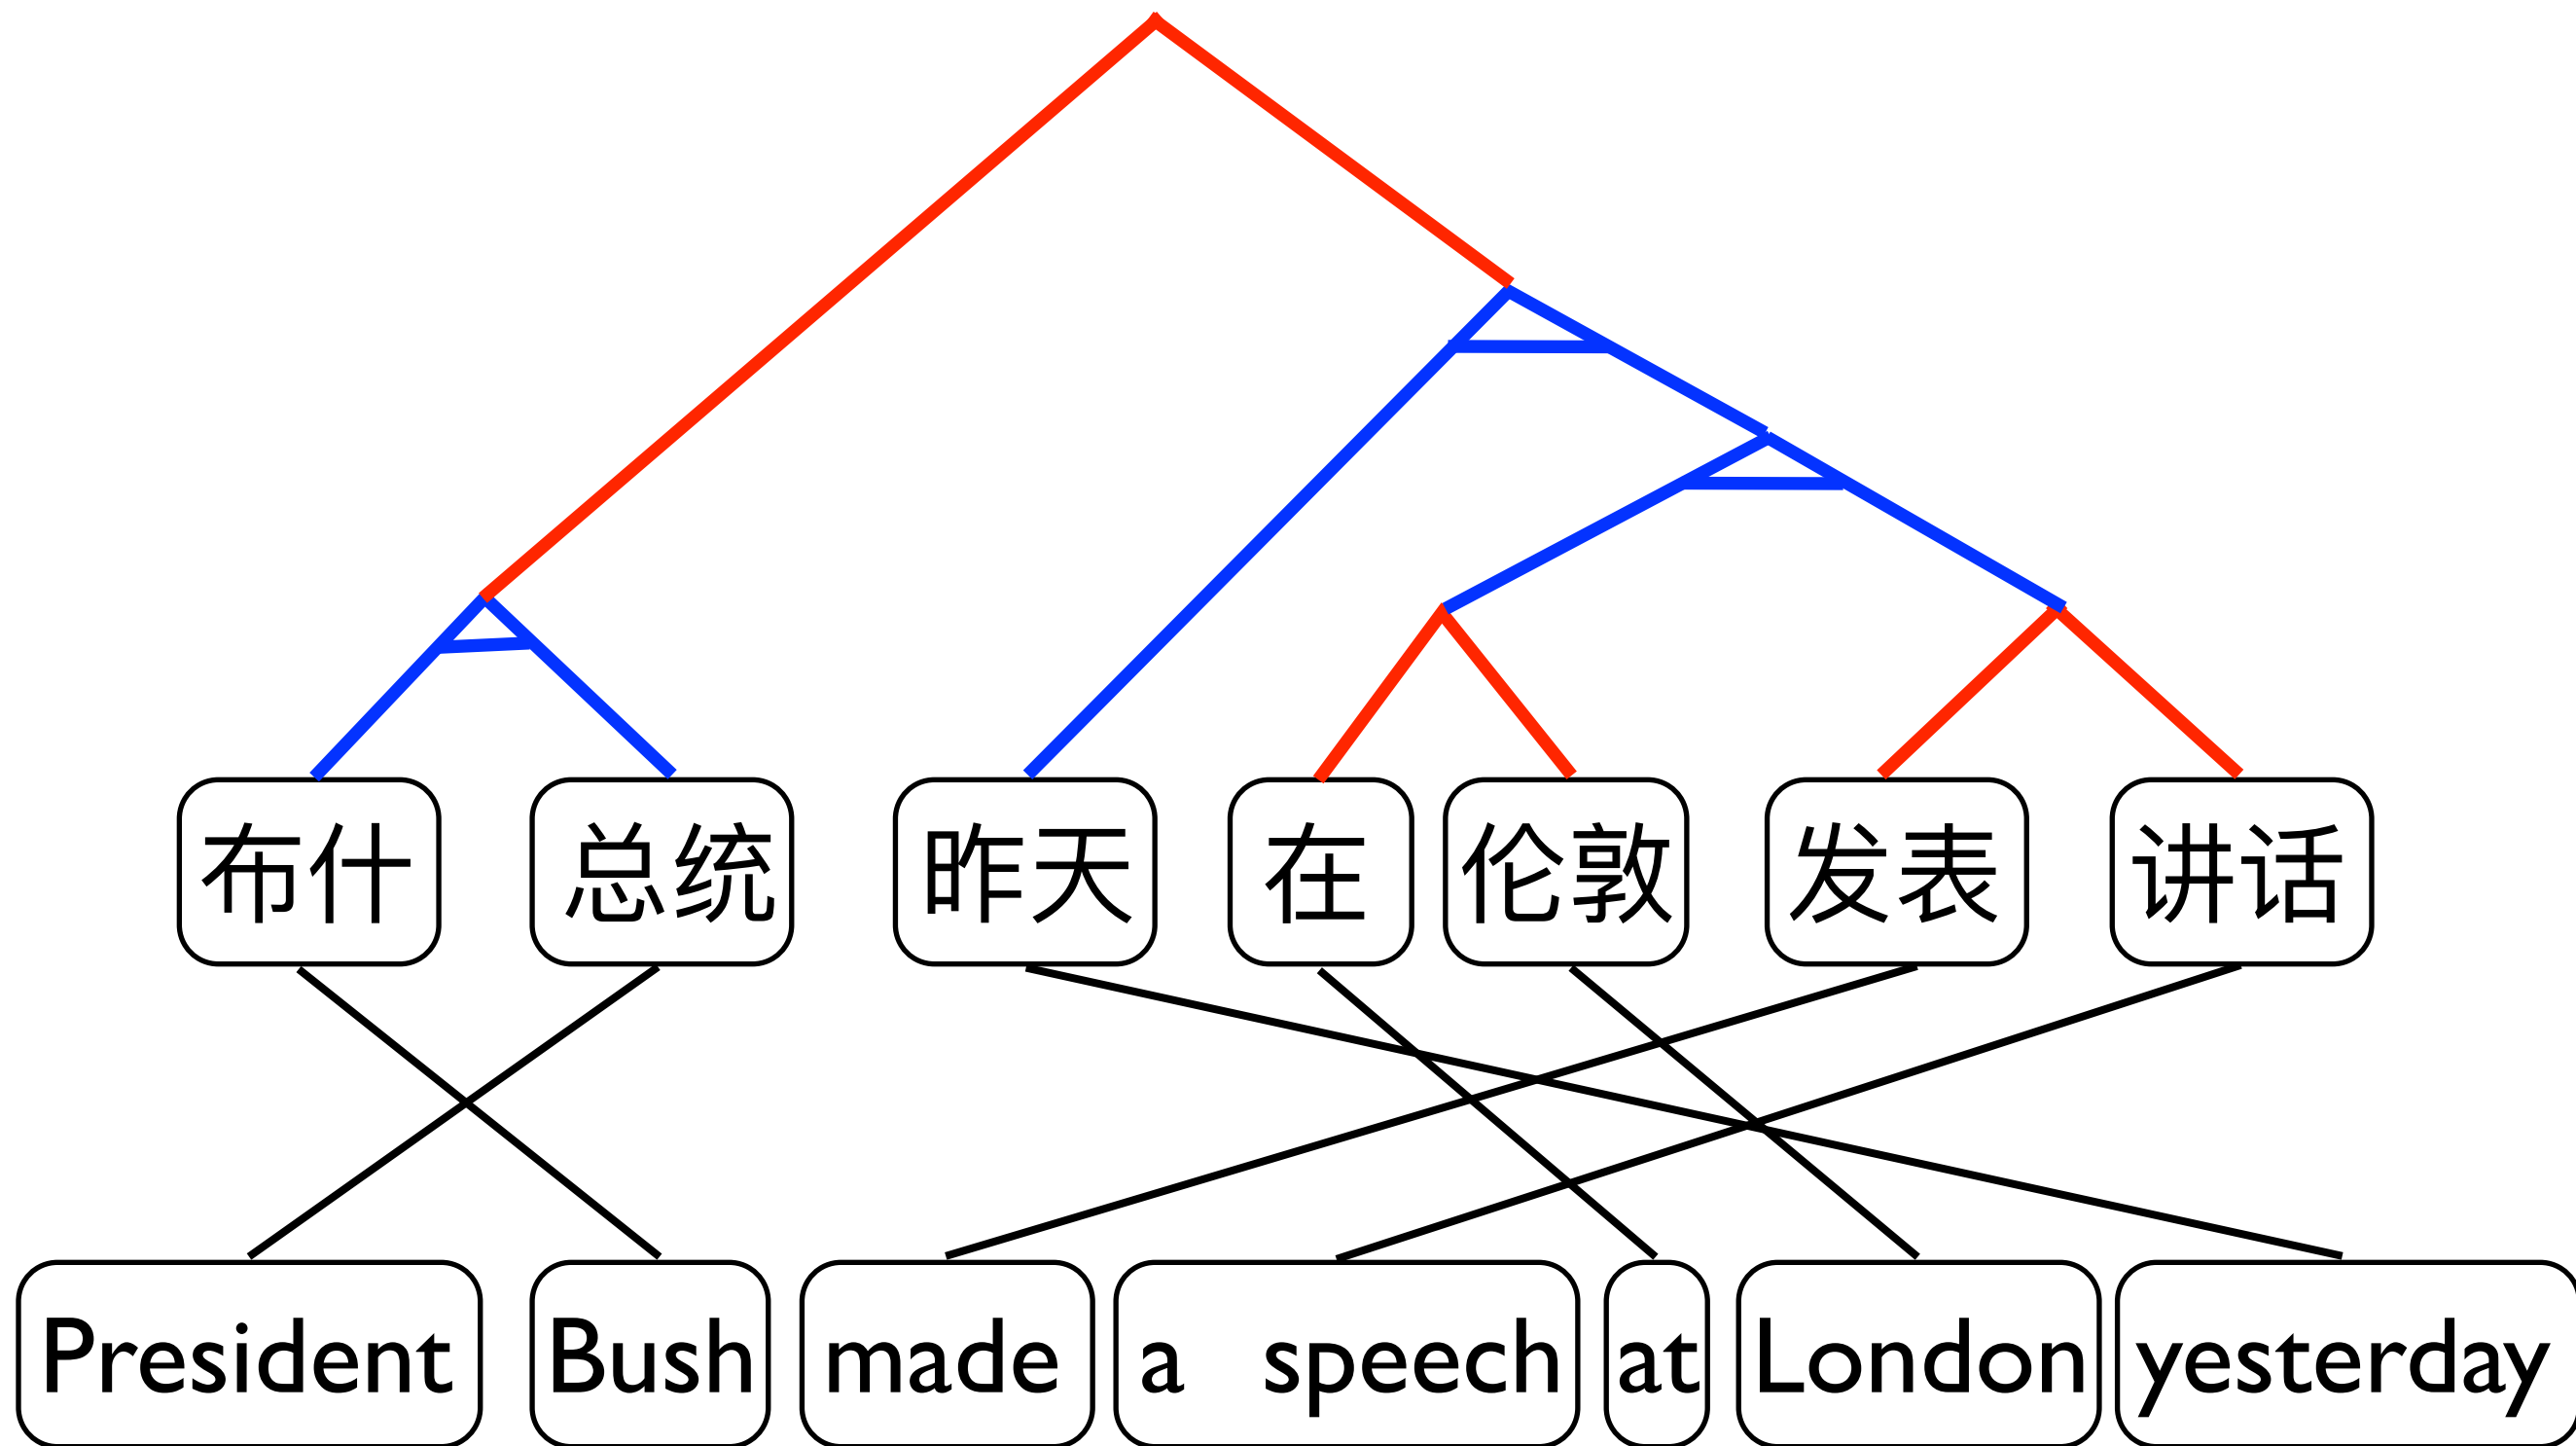 布什 总统 昨天 在 伦敦 发表 讲话
President Bush made a speech at London yesterday